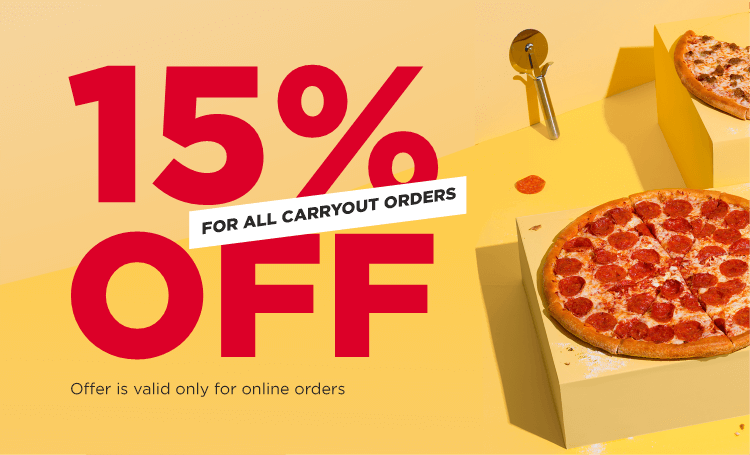 15%
FOR ALL CARRYOUT ORDERS
OFF
Offer is valid only for online orders